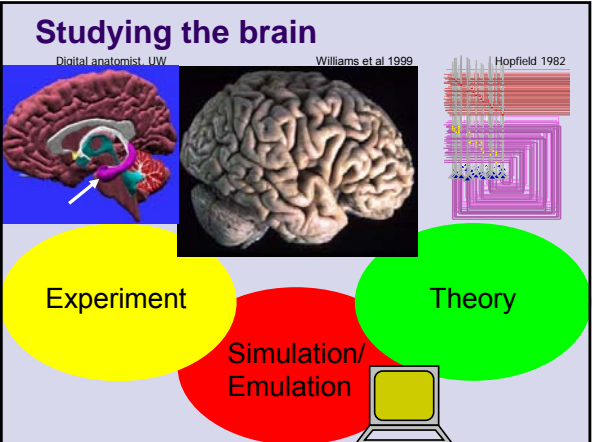 Studying the brain
Digital anatomist, UW
Williams et al 1999
Hopfield 1982
Experiment
Theory
Simulation/
Emulation